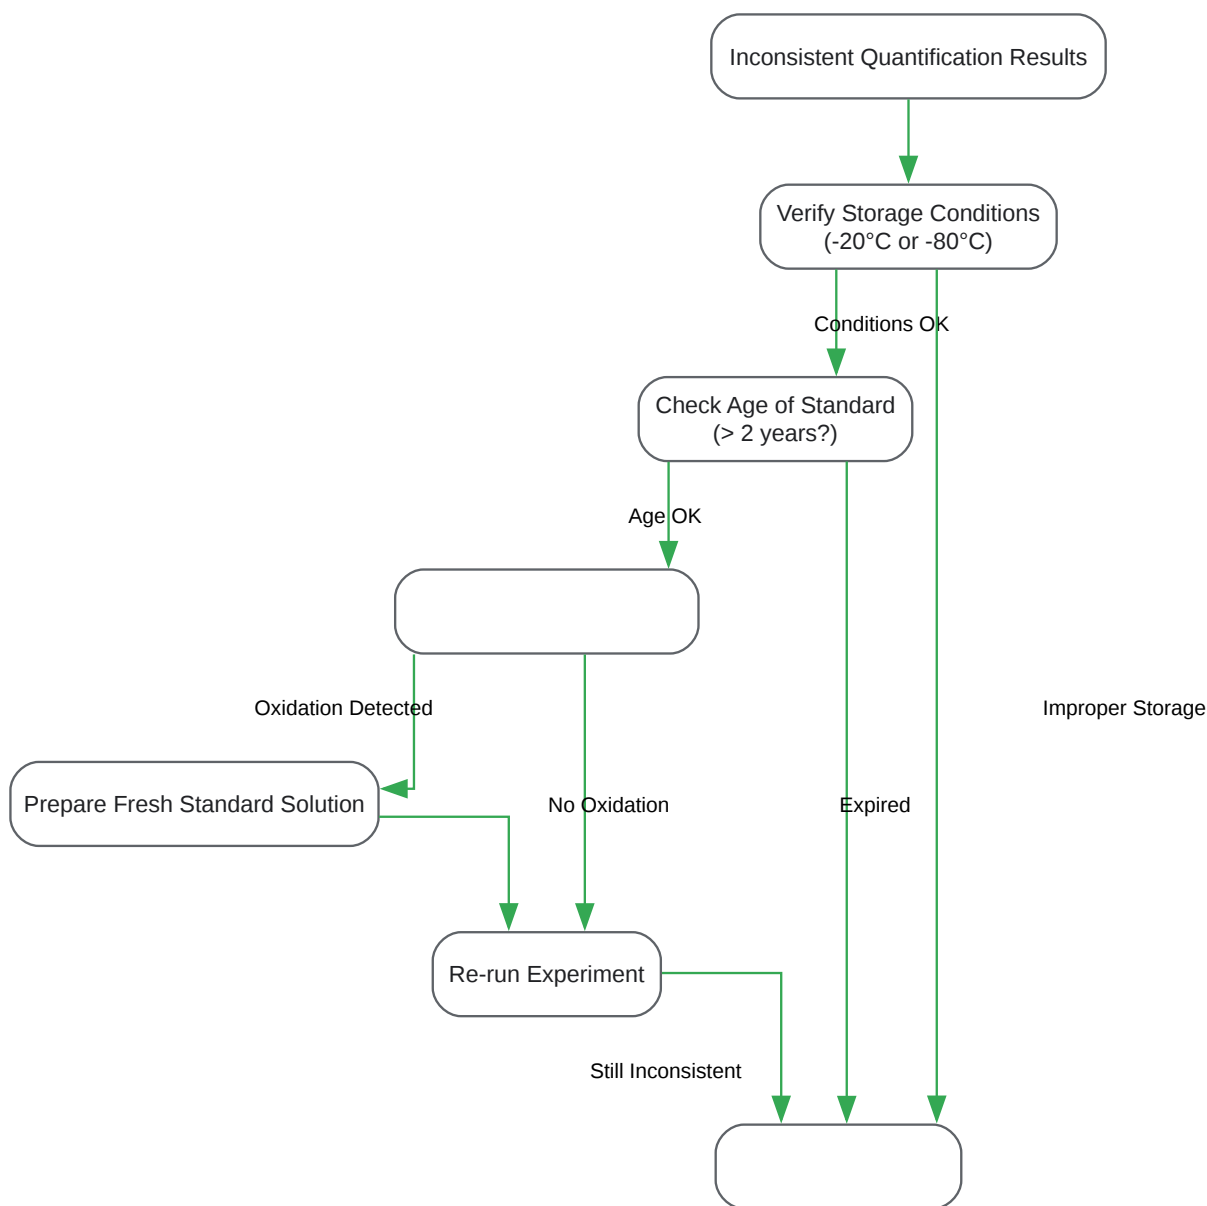 Inconsistent Quantification Results
Verify Storage Conditions
(-20°C or -80°C)
Conditions OK
Check Age of Standard
(> 2 years?)
Age OK
Oxidation Detected
Improper Storage
Prepare Fresh Standard Solution
No Oxidation
Expired
Re-run Experiment
Still Inconsistent